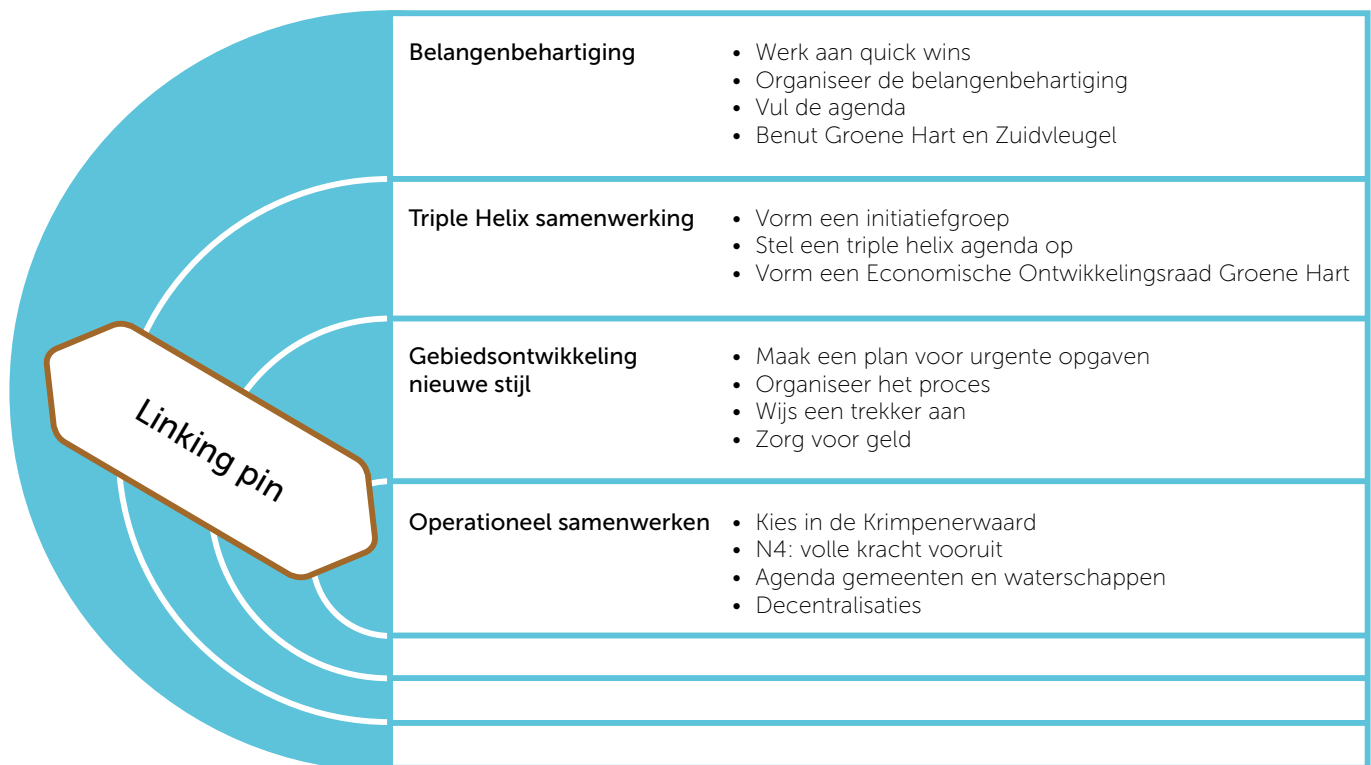 Belangenbehartiging
• Werk aan quick wins
• Organiseer de belangenbehartiging
• Vul de agenda
• Benut Groene Hart en Zuidvleugel
Triple Helix samenwerking
• Vorm een initiatiefgroep
• Stel een triple helix agenda op
• Vorm een Economische Ontwikkelingsraad Groene Hart
Gebiedsontwikkeling
nieuwe stijl
• Maak een plan voor urgente opgaven
• Organiseer het proces
• Wijs een trekker aan
• Zorg voor geld
Linking pin
Operationeel samenwerken
• Kies in de Krimpenerwaard
• N4: volle kracht vooruit
• Agenda gemeenten en waterschappen
• Decentralisaties